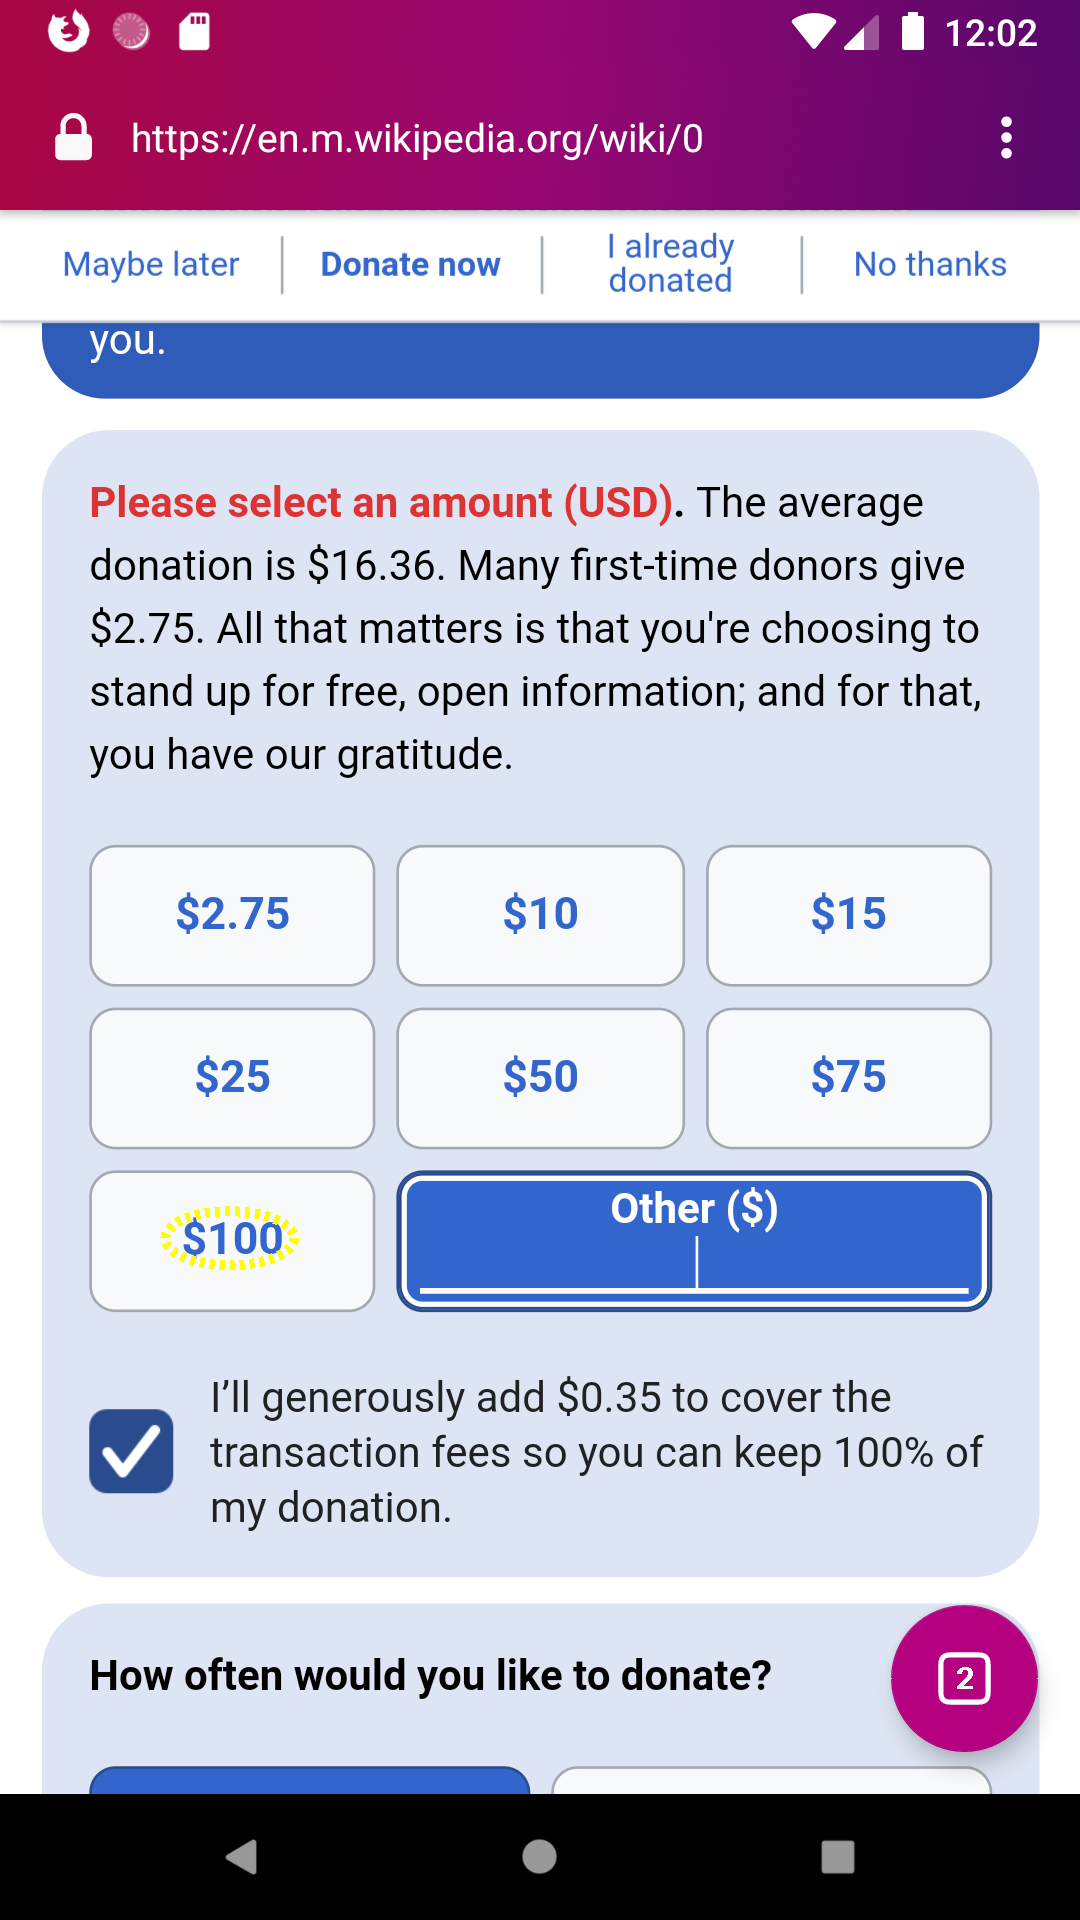 12:02
https://en.m.wikipedia.org/wiki/0
Maybe later
Donate now
I already
donated
No thanks
you.
Please select an amount (USD). The average
donation is $16.36. Many first-time donors give
$2.75. All that matters is that you're choosing to
stand up for free, open information; and for that,
you have our gratitude.
$2.75
$10
$15
$25
$50
$75
$100
Other ($)
I’ll generously add $0.35 to cover the
transaction fees so you can keep 100% of
my donation.
How often would you like to donate?
2